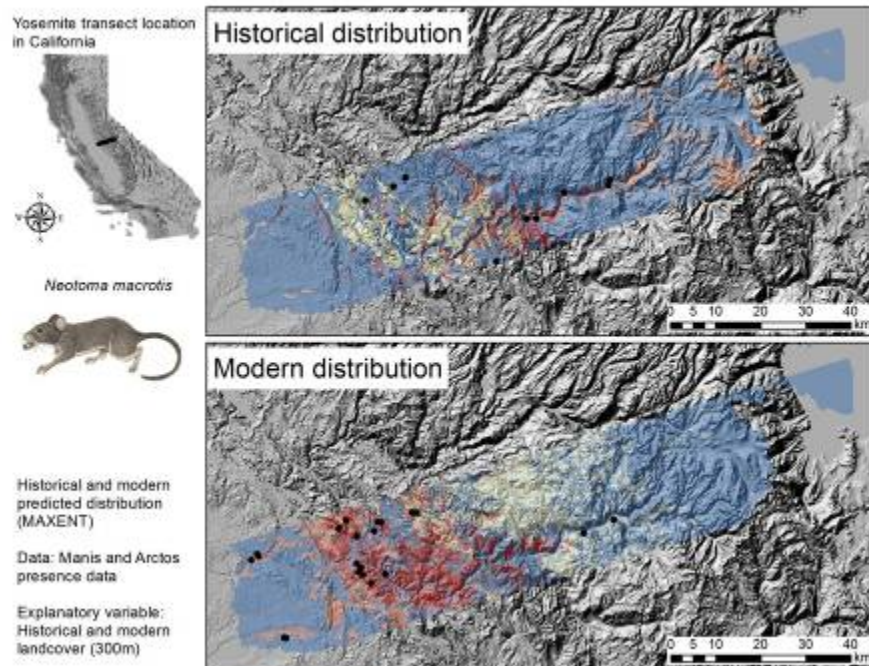 Yosemite transect location
in California
N
W
E
S
Neotoma macrotis
Historical and modern
predicted distribution
(MAXENT)
Data: Manis and Arctos
presence data
Explanatory variable:
Historical and modern
landcover (300m)
Historical distribution
0 5 10 20 30 40
km
Modern distribution
0 5 10 20 30 40
km